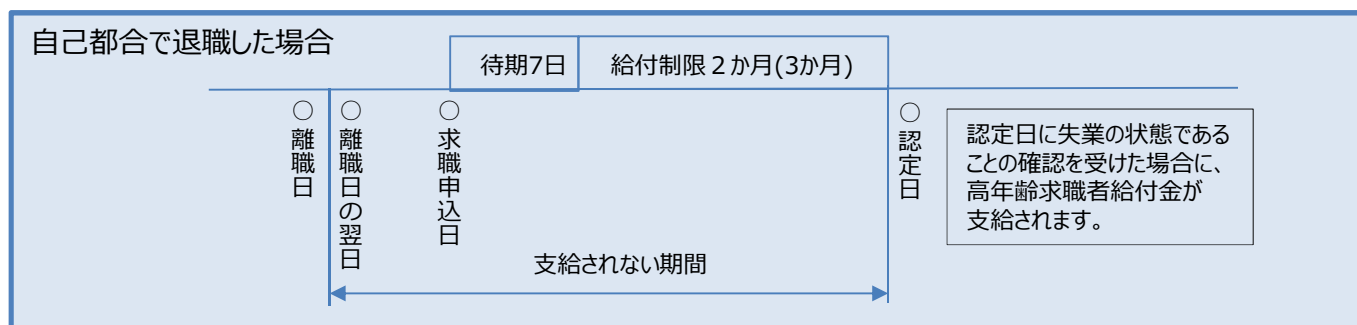 自己都合で退職した場合
待期7日
給付制限２か月(3か月)
○離職日
○離職日の翌日
○求職申込日
○認定日
認定日に失業の状態である
ことの確認を受けた場合に、
高年齢求職者給付金が
支給されます。
支給されない期間